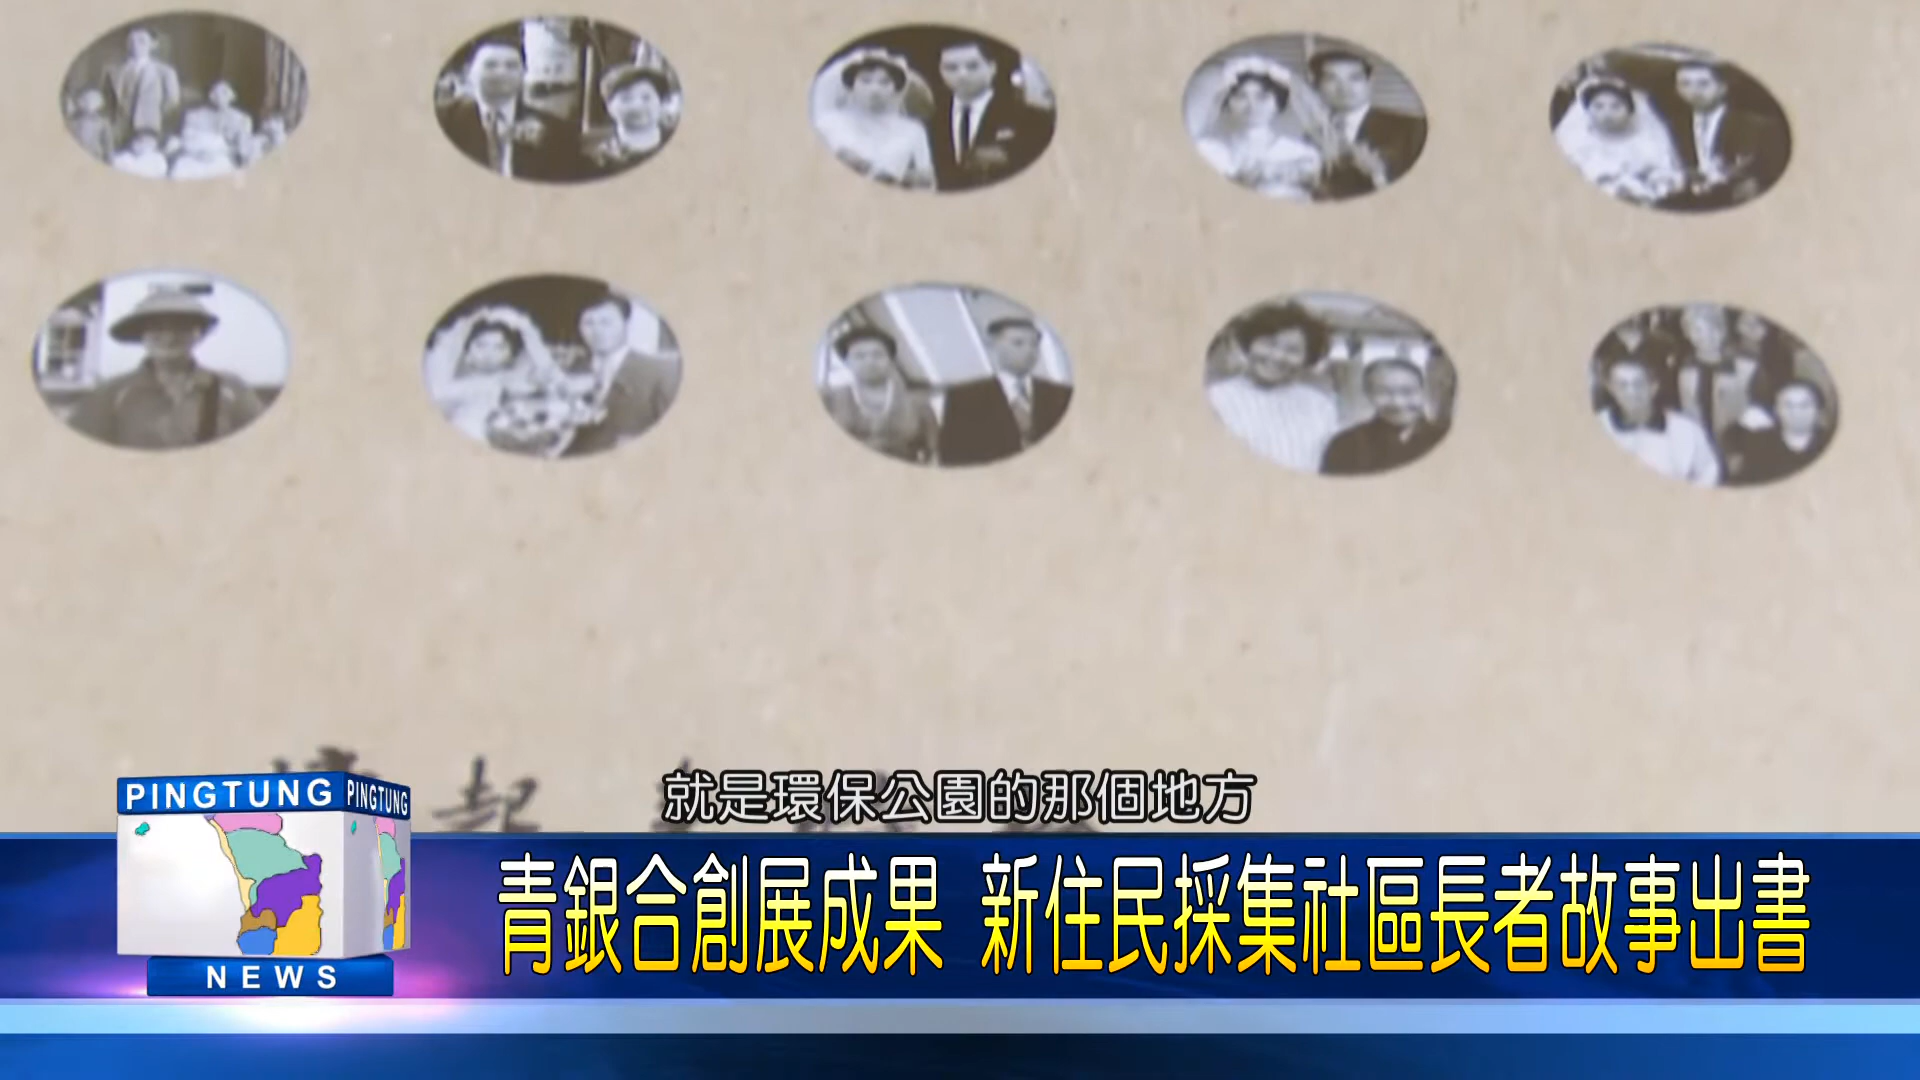 起
就是環保公園的那個地方
PINGTUNG PINGTUNG
青銀合創展成果 新住民採集社區長者故事出書
NEWS